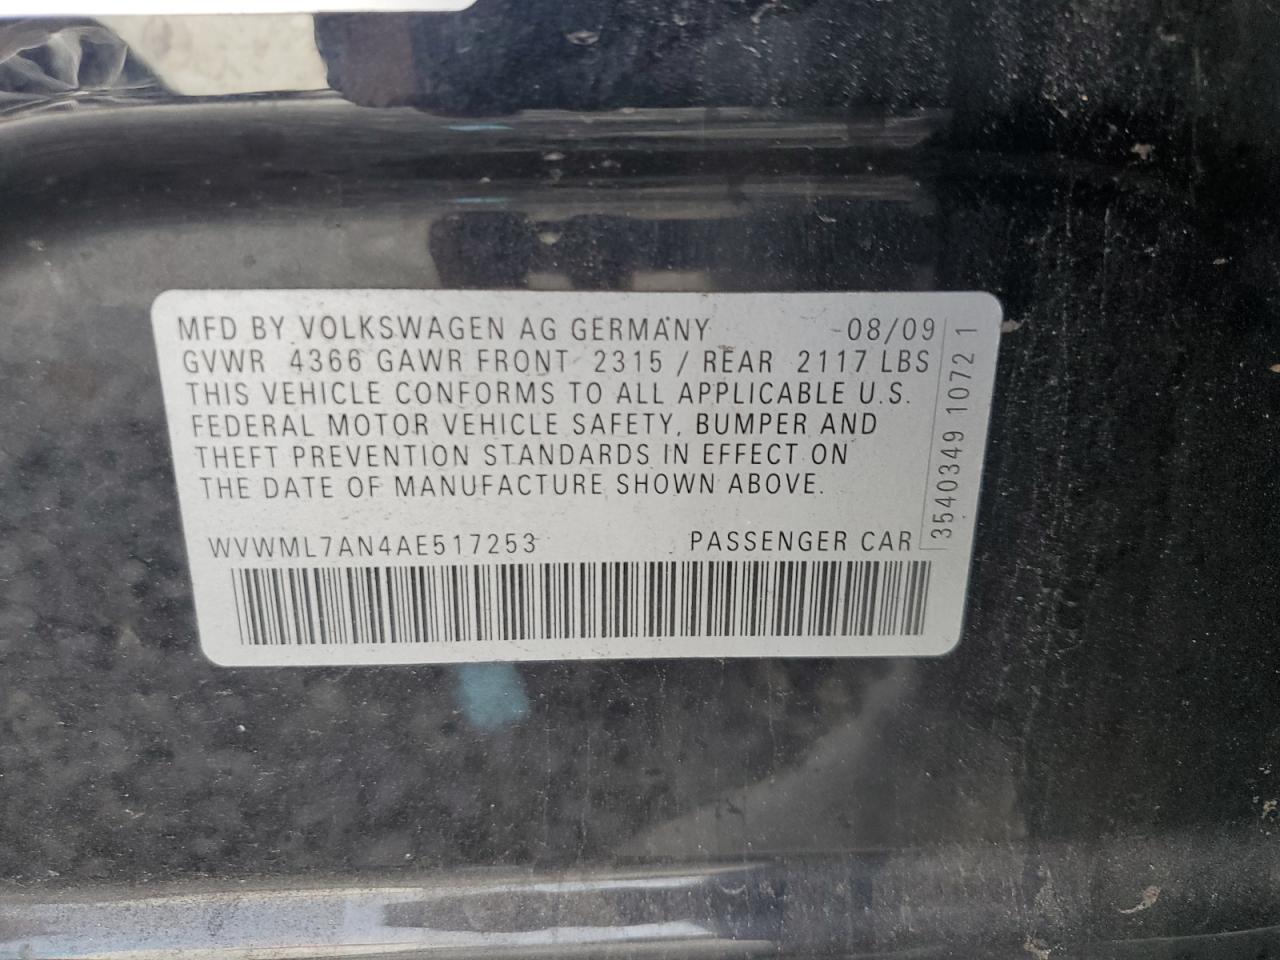 MFD BY VOLKSWAGEN AG GERMANY 08/09
GVWR 4366 GAWR FRONT 2315 / REAR 2117 LBS
THIS VEHICLE CONFORMS TO ALL APPLICABLE U.S.
FEDERAL MOTOR VEHICLE SAFETY, BUMPER AND
THEFT PREVENTION STANDARDS IN EFFECT ON
THE DATE OF MANUFACTURE SHOWN ABOVE.
WVWML7AN4AE517253 PASSENGER CAR
3540349 1072 1